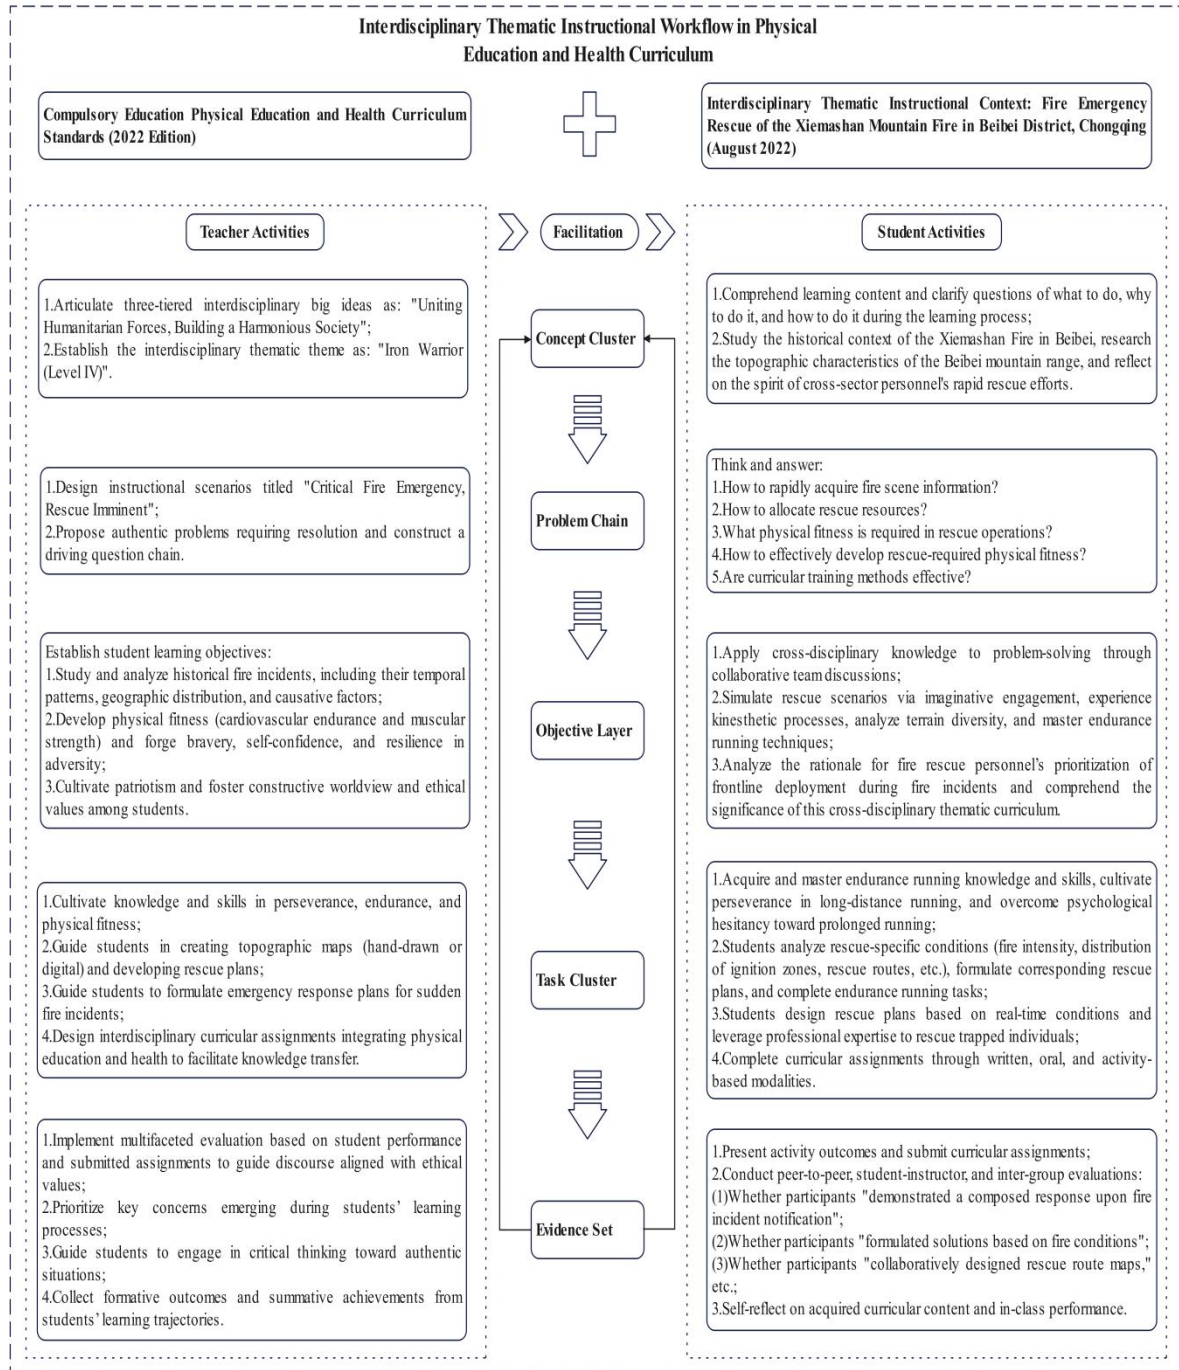 Interdisciplinary Thematic Instructional Workflow in Physical
Education and Health Curriculum
Compulsory Education Physical Education and Health Curriculum
Standards (2022 Edition)
Interdisciplinary Thematic Instructional Context: Fire Emergency
Rescue of the Xiemashan Mountain Fire in Beibei District, Chongqing
(August 2022)
Teacher Activities
Facilitation
Student Activities
1.Articulate three-tiered interdisciplinary big ideas as: "Uniting
Humanitarian Forces, Building a Harmonious Society";
2.Establish the interdisciplinary thematic theme as: "Iron Warrior
(Level IV)".
Concept Cluster
1.Comprehend learning content and clarify questions of what to do, why
to do it, and how to do it during the learning process;
2.Study the historical context of the Xiemashan Fire in Beibei, research
the topographic characteristics of the Beibei mountain range, and reflect
on the spirit of cross-sector personnel's rapid rescue efforts.
1.Design instructional scenarios titled "Critical Fire Emergency,
Rescue Imminent";
2.Propose authentic problems requiring resolution and construct a
driving question chain.
Problem Chain
Think and answer:
1.How to rapidly acquire fire scene information?
2.How to allocate rescue resources?
3.What physical fitness is required in rescue operations?
4.How to effectively develop rescue-required physical fitness?
5.Are curricular training methods effective?
Establish student learning objectives:
1.Study and analyze historical fire incidents, including their temporal
patterns, geographic distribution, and causative factors;
2.Develop physical fitness (cardiovascular endurance and muscular
strength) and forge bravery, self-confidence, and resilience in
adversity;
3.Cultivate patriotism and foster constructive worldview and ethical
values among students.
Objective Layer
1.Apply cross-disciplinary knowledge to problem-solving through
collaborative team discussions;
2.Simulate rescue scenarios via imaginative engagement, experience
kinesthetic processes, analyze terrain diversity, and master endurance
running techniques;
3.Analyze the rationale for fire rescue personnel's prioritization of
frontline deployment during fire incidents and comprehend the
significance of this cross-disciplinary thematic curriculum.
1.Cultivate knowledge and skills in perseverance, endurance, and
physical fitness;
2.Guide students in creating topographic maps (hand-drawn or
digital) and developing rescue plans;
3.Guide students to formulate emergency response plans for sudden
fire incidents;
4.Design interdisciplinary curricular assignments integrating physical
education and health to facilitate knowledge transfer.
Task Cluster
1.Acquire and master endurance running knowledge and skills, cultivate
perseverance in long-distance running, and overcome psychological
hesitancy toward prolonged running;
2.Students analyze rescue-specific conditions (fire intensity, distribution
of ignition zones, rescue routes, etc.), formulate corresponding rescue
plans, and complete endurance running tasks;
3.Students design rescue plans based on real-time conditions and
leverage professional expertise to rescue trapped individuals;
4.Complete curricular assignments through written, oral, and activity-
based modalities.
1.Implement multifaceted evaluation based on student performance
and submitted assignments to guide discourse aligned with ethical
values;
2.Prioritize key concerns emerging during students' learning
processes;
3.Guide students to engage in critical thinking toward authentic
situations;
4.Collect formative outcomes and summative achievements from
students' learning trajectories.
Evidence Set
1.Present activity outcomes and submit curricular assignments;
2.Conduct peer-to-peer, student-instructor, and inter-group evaluations:
(1)Whether participants "demonstrated a composed response upon fire
incident notification";
(2)Whether participants "formulated solutions based on fire conditions";
(3)Whether participants "collaboratively designed rescue route maps,"
etc.;
3.Self-reflect on acquired curricular content and in-class performance.